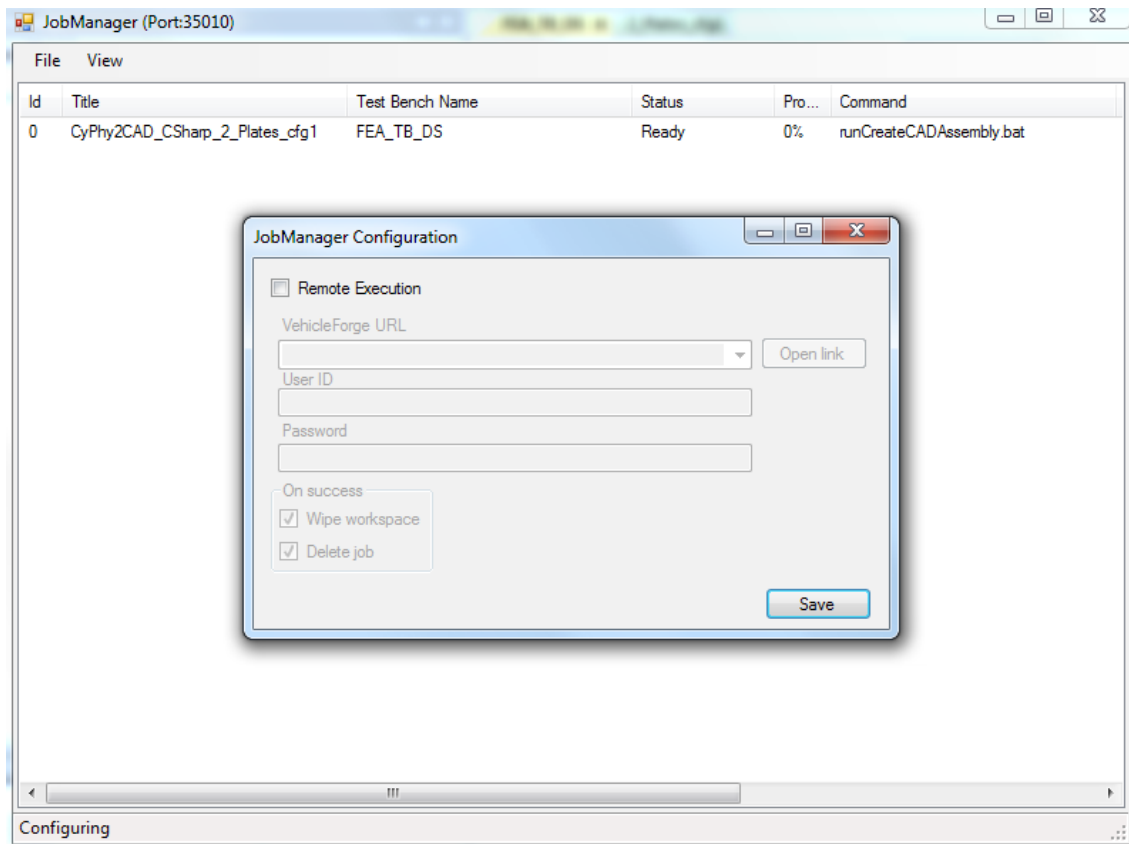 JobManager (Port:35010)
File View
Id Title Test Bench Name Status Pro... Command
0 CyPhy2CAD_CSharp_2_Plates_cfg1 FEA_TB_DS Ready 0% runCreateCADAssembly.bat
JobManager Configuration
Remote Execution
VehicleForge URL
Open link
User ID
Password
On success
Wipe workspace
Delete job
Save
Configuring